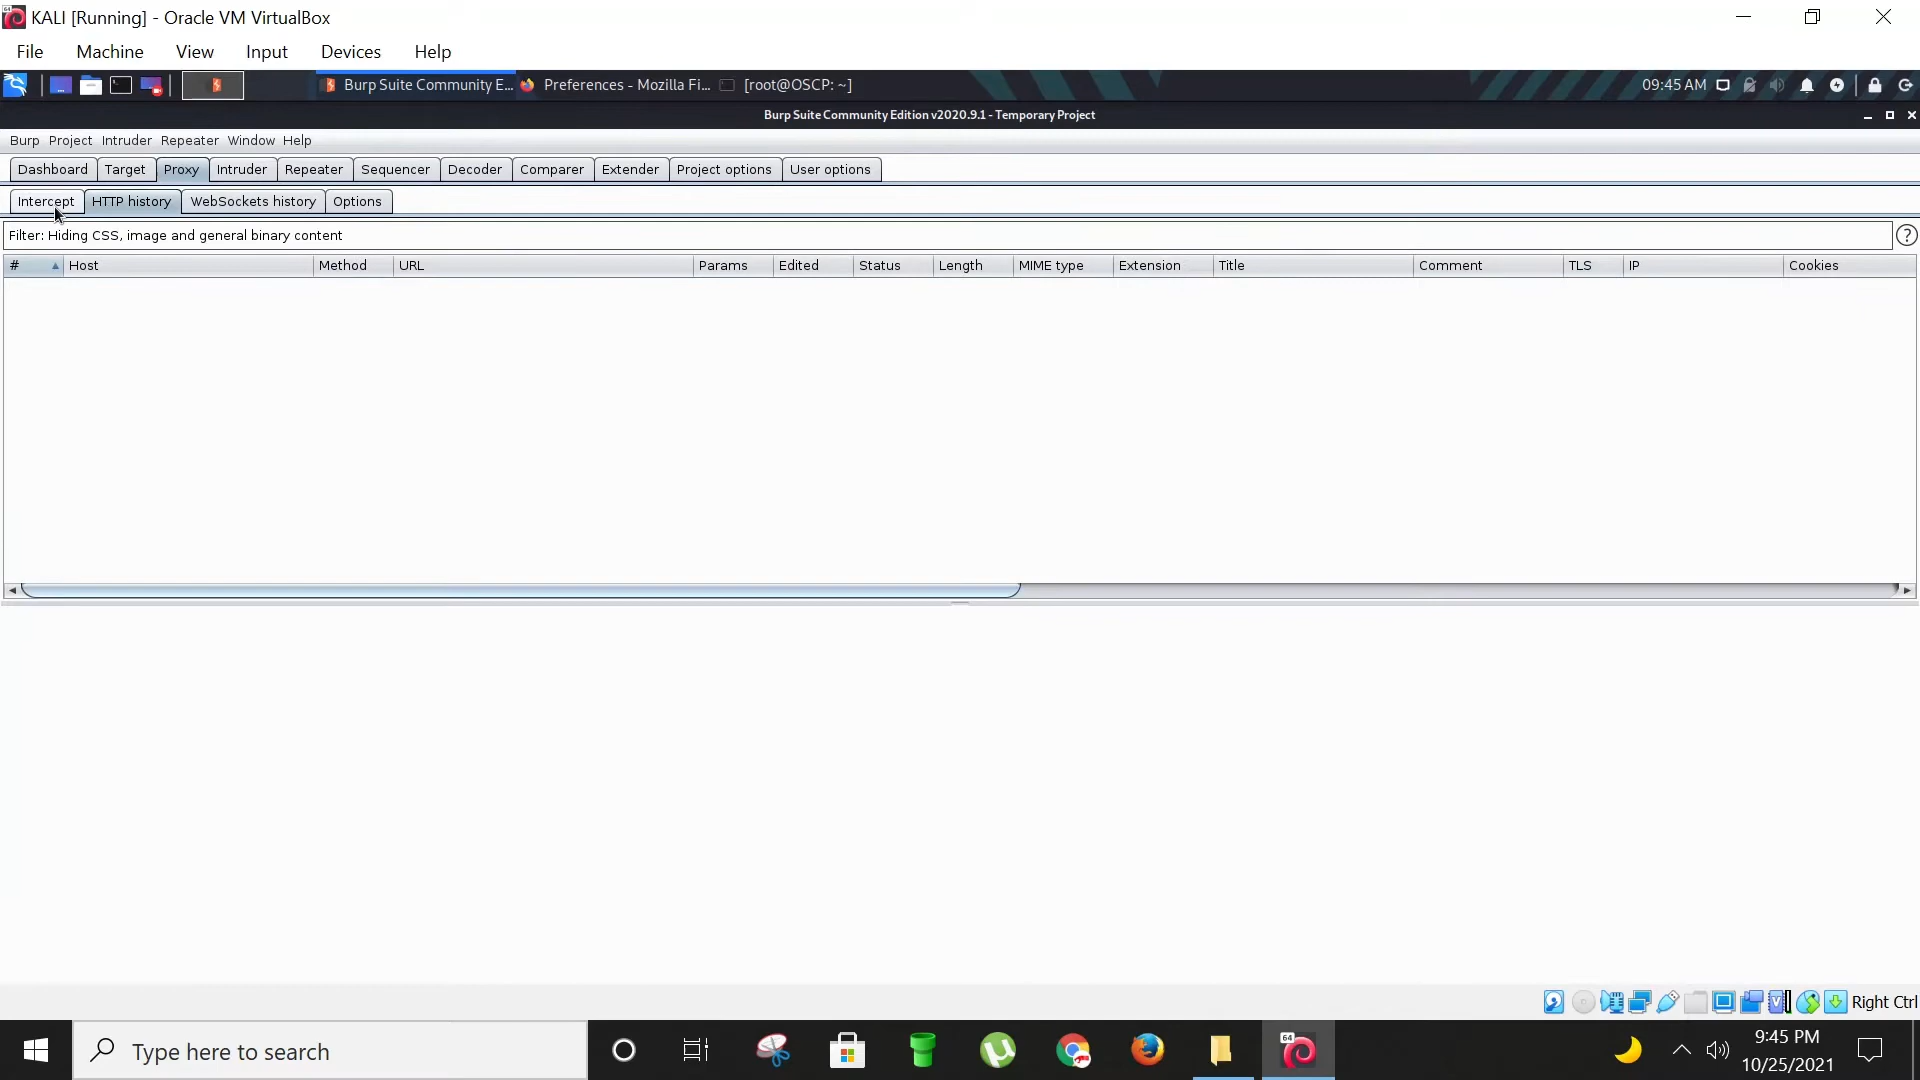 KALI [Running] - Oracle VM VirtualBox
File Machine View Input Devices Help
Burp Suite Community E... Preferences - Mozilla Fi... [root@OSCP: ~] 09:45 AM
Burp Suite Community Edition v2020.9.1 - Temporary Project
Burp Project Intruder Repeater Window Help
Dashboard Target Proxy Intruder Repeater Sequencer Decoder Comparer Extender Project options User options
Intercept HTTP history WebSockets history Options
Filter: Hiding CSS, image and general binary content ?
# Host Method URL Params Edited Status Length MIME type Extension Title Comment TLS IP Cookies
Right Ctrl
Type here to search 64 9:45 PM
10/25/2021